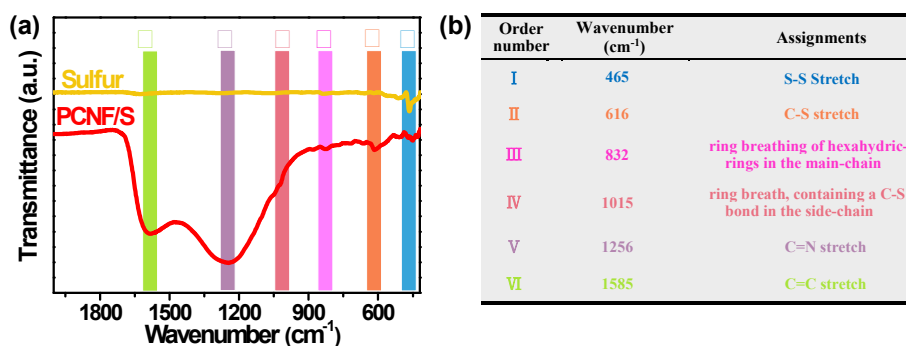 (a)
Sulfur
PCNF/S
Transmittance (a.u.)
1800 1500 1200 900 600
Wavenumber (cm⁻¹)
(b)
Order number
Wavenumber (cm⁻¹)
Assignments
Ⅰ 465 S-S Stretch
Ⅱ 616 C-S stretch
Ⅲ 832 ring breathing of hexahydric-
rings in the main-chain
Ⅳ 1015 ring breath, containing a C-S
bond in the side-chain
Ⅴ 1256 C=N stretch
Ⅵ 1585 C=C stretch